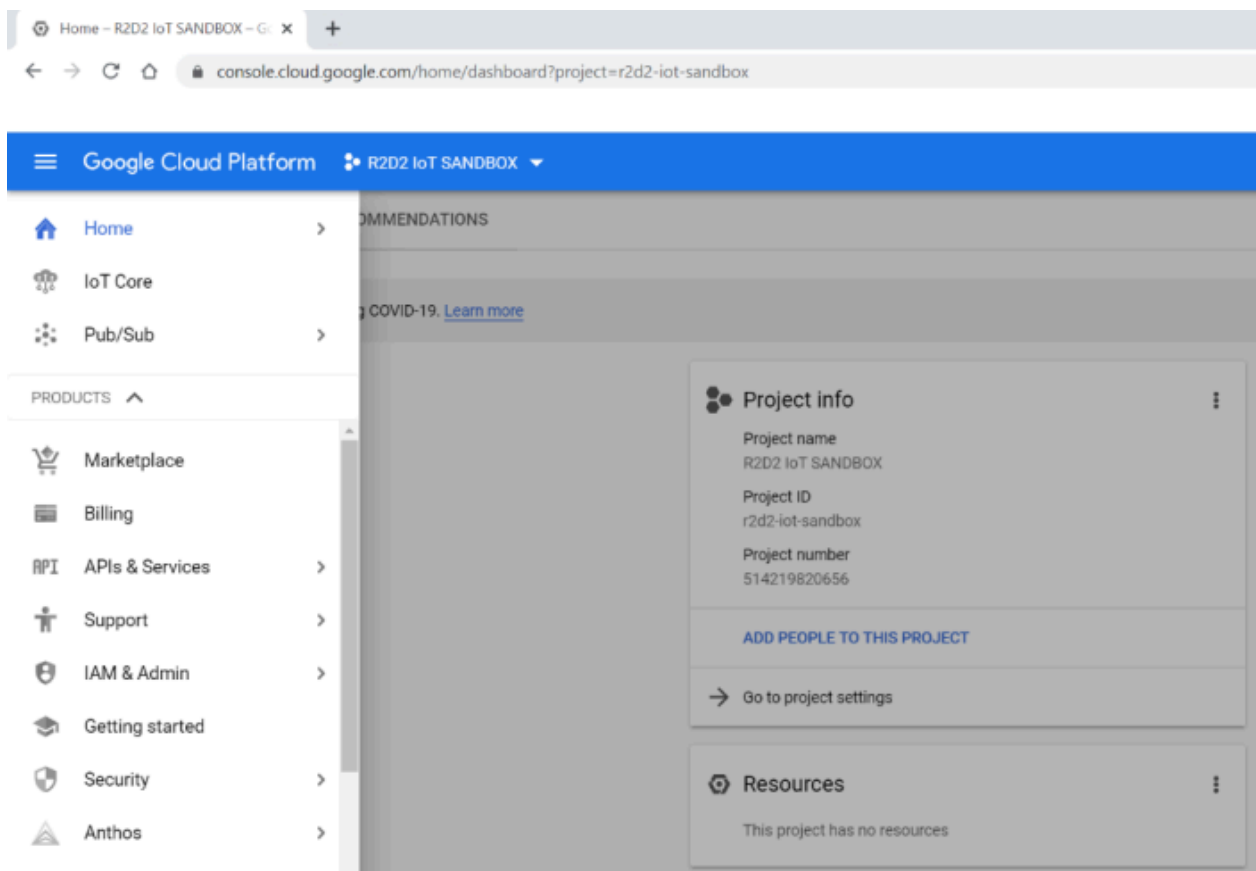 Home – R2D2 IoT SANDBOX – Go
console.cloud.google.com/home/dashboard?project=r2d2-iot-sandbox
Google Cloud Platform R2D2 IoT SANDBOX
Home
IoT Core
Pub/Sub
PRODUCTS
Marketplace
Billing
API APIs & Services
Support
IAM & Admin
Getting started
Security
Anthos
OMMENDATIONS
COVID-19. Learn more
Project info
Project name
R2D2 IoT SANDBOX
Project ID
r2d2-iot-sandbox
Project number
514219820656
ADD PEOPLE TO THIS PROJECT
Go to project settings
Resources
This project has no resources